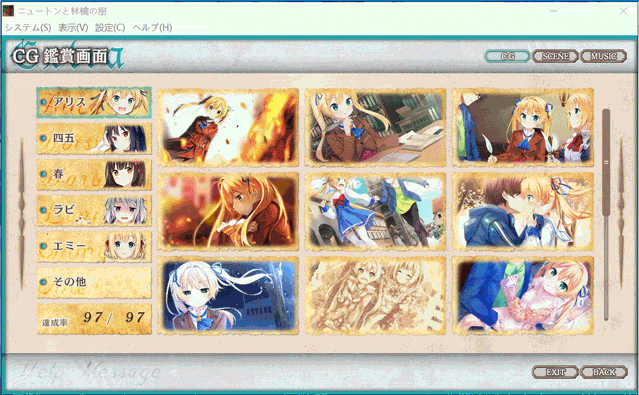 ニュートンと林檎の樹
システム(S) 表示(V) 設定(C) ヘルプ(H)
CG 鑑賞画面
CG SCENE MUSIC
アリス
四五
春
ラビ
エミー
その他
達成率 97 / 97
Help Message
EXIT BACK